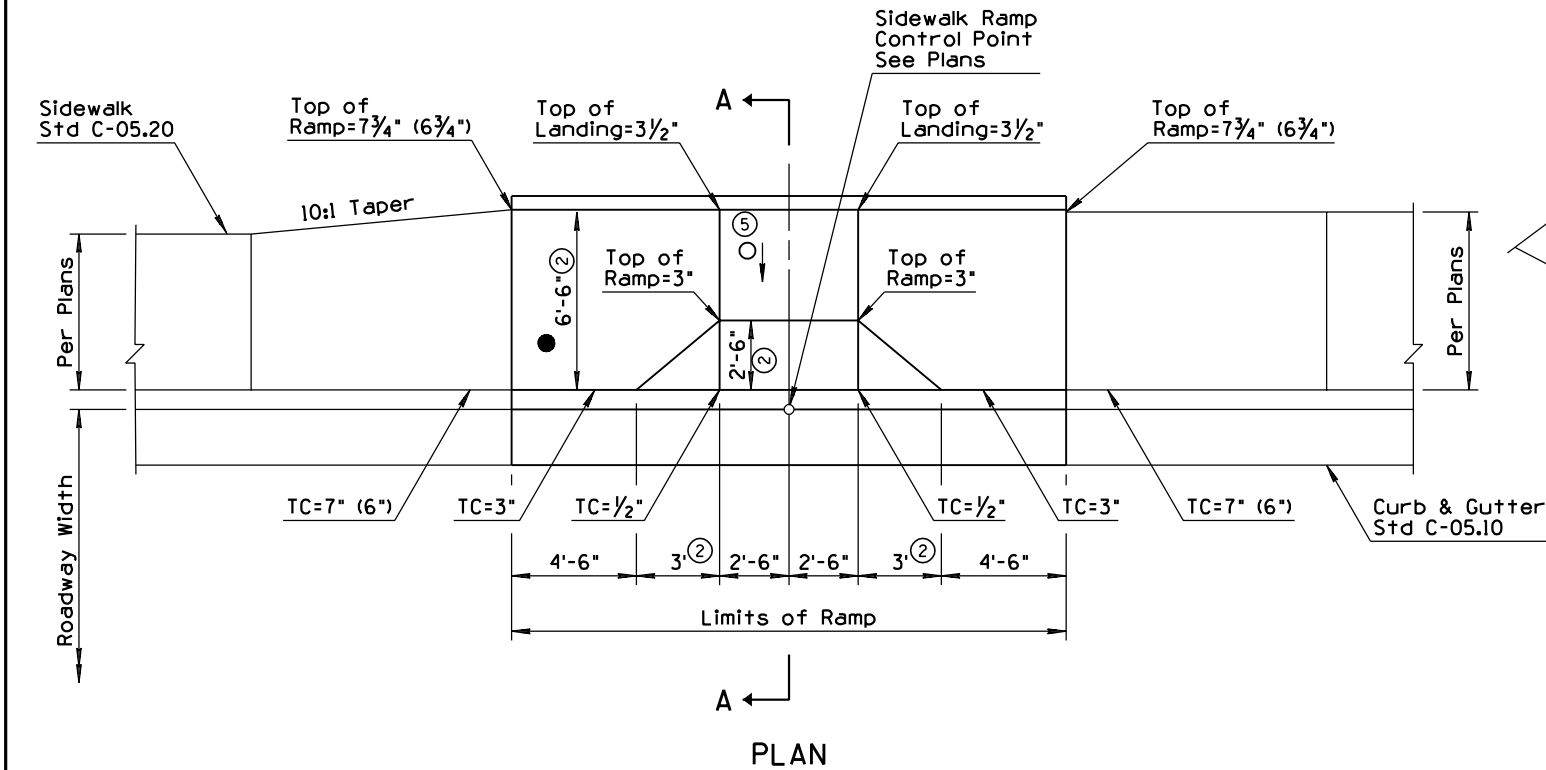 Sidewalk Ramp
Control Point
See Plans
Sidewalk
Std C-05.20
Top of
Ramp=7¾" (6¾")
Top of
Landing=3½"
A
Top of
Landing=3½"
Top of
Ramp=7¾" (6¾")
10:1 Taper
5
Top of
Ramp=3"
Top of
Ramp=3"
Per Plans
6'-6" 2
2'-6" 2
Per Plans
Roadway Width
TC=7" (6")
TC=3"
TC=½"
TC=½"
TC=3"
TC=7" (6")
Curb & Gutter
Std C-05.10
4'-6"
3' 2
2'-6"
2'-6"
3' 2
4'-6"
Limits of Ramp
A
PLAN